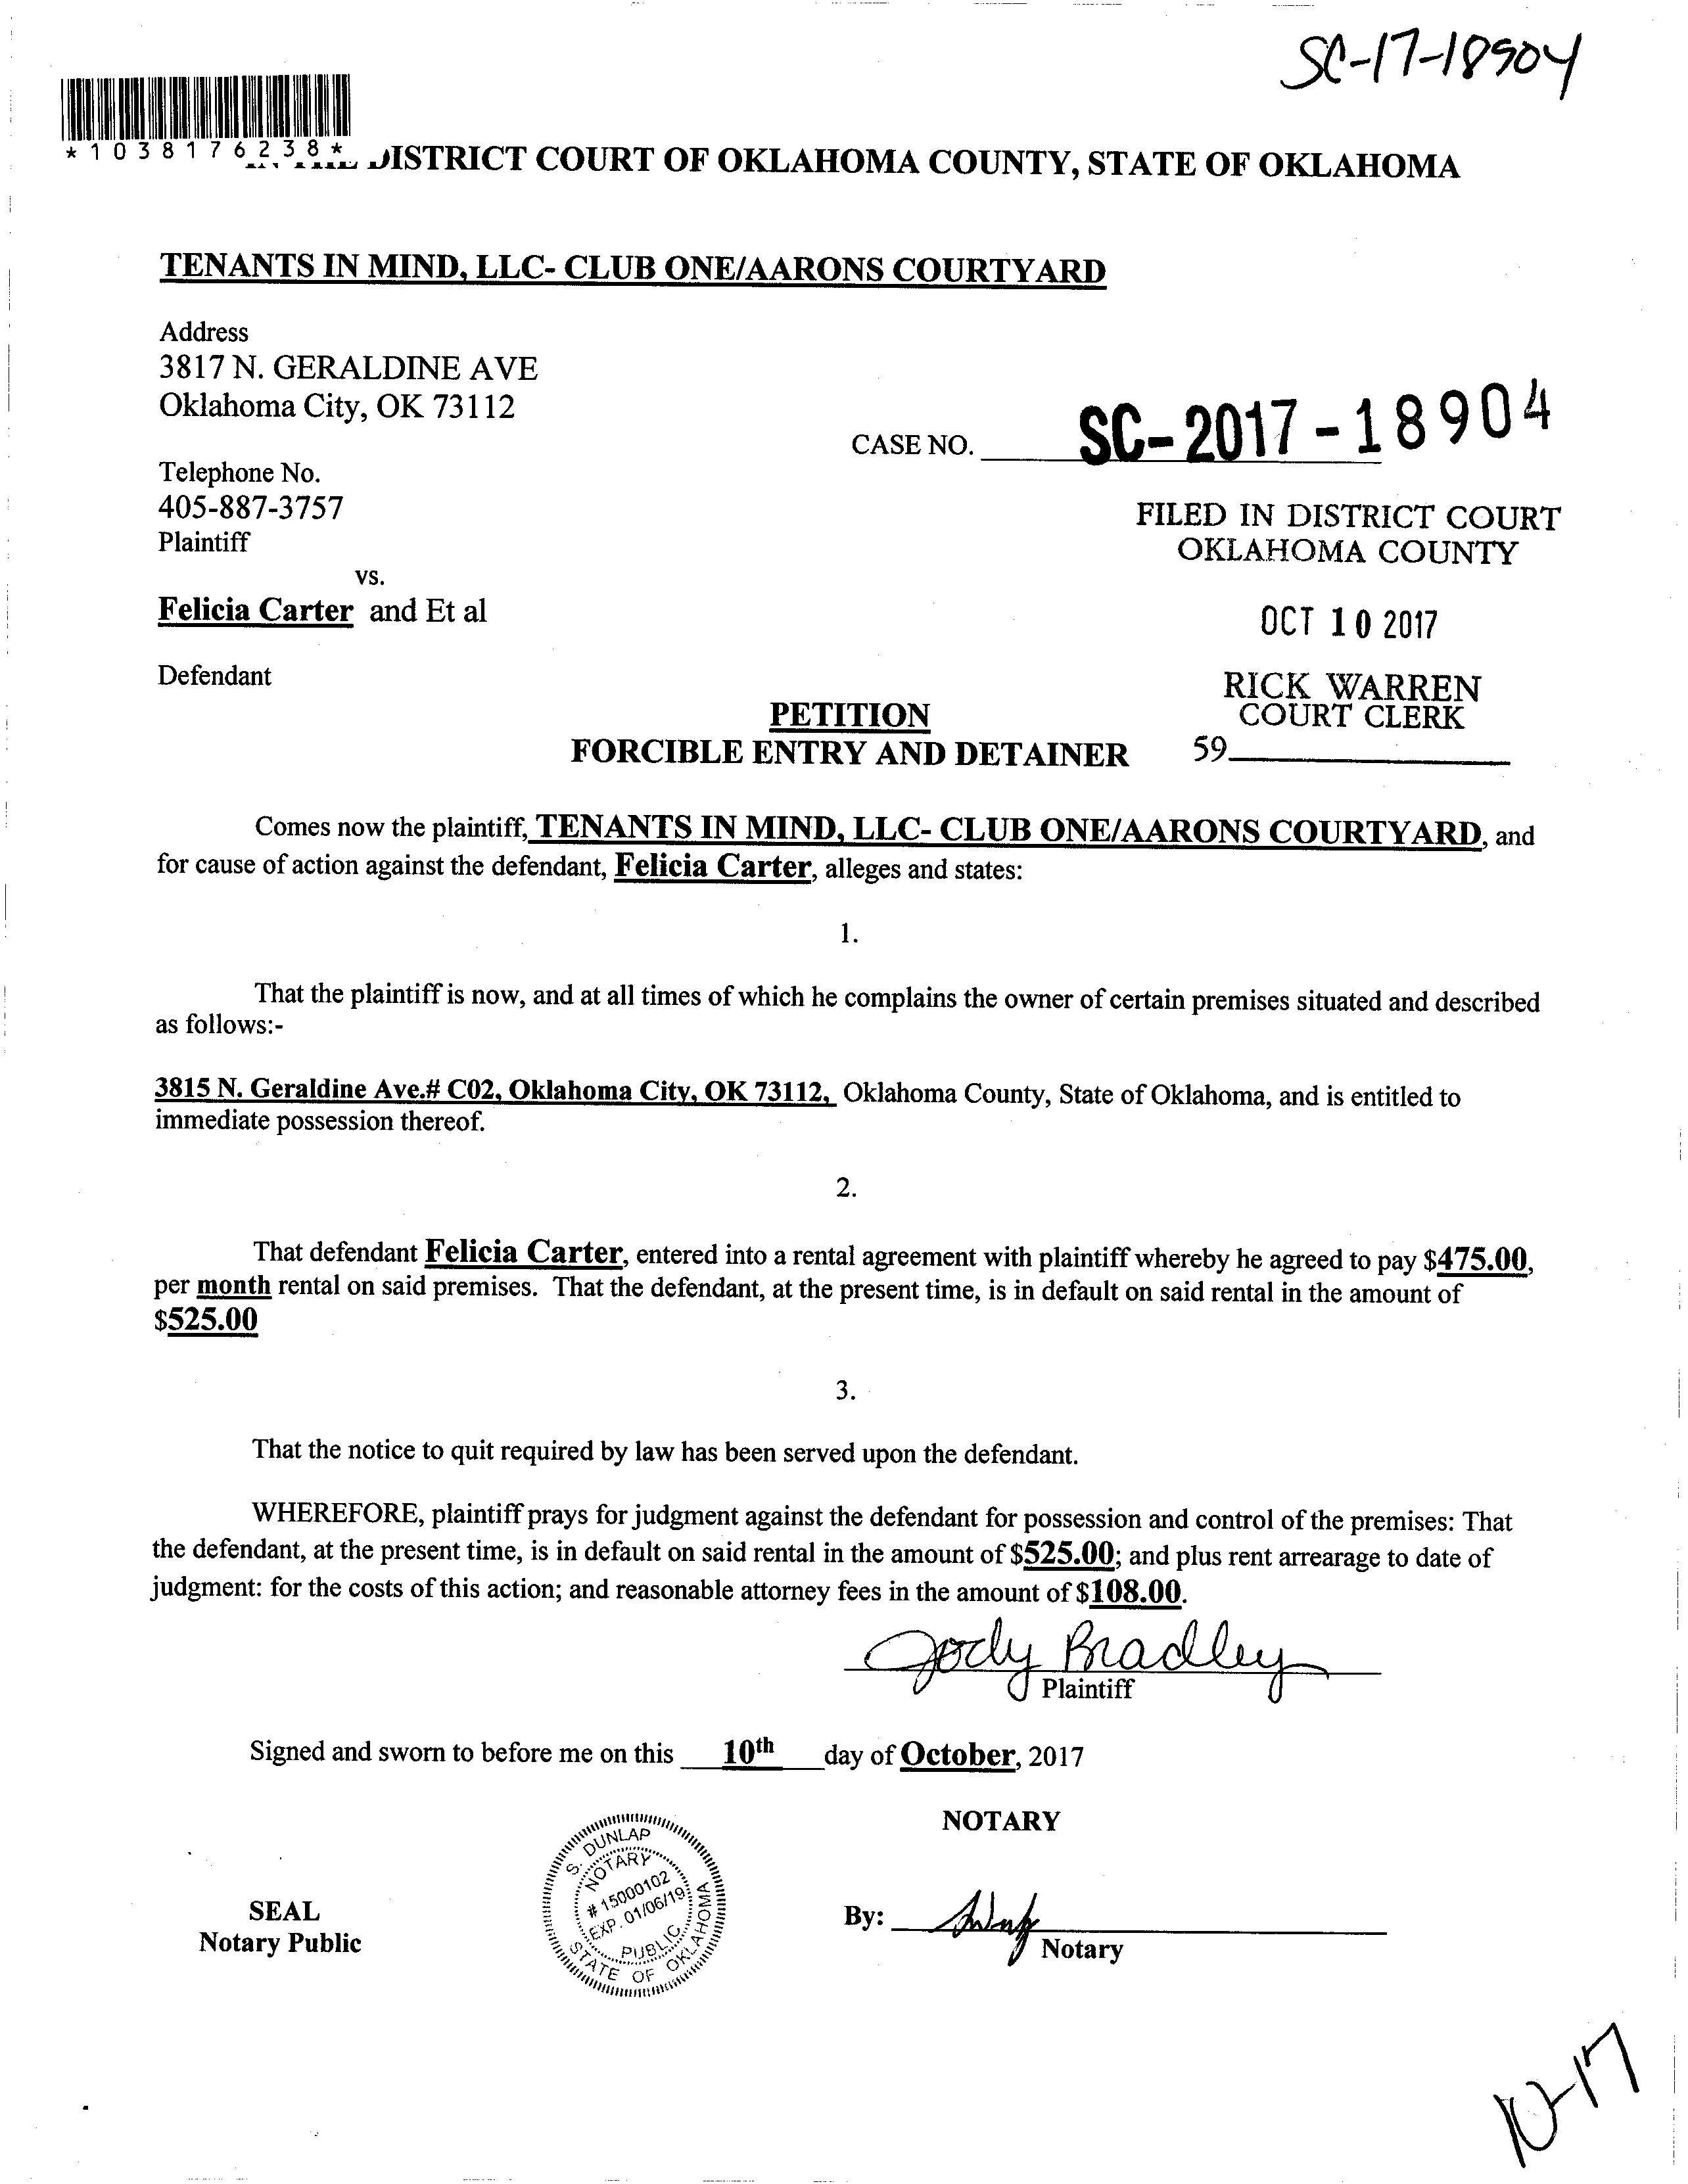 SC-17-18904
*1038176238*
DISTRICT COURT OF OKLAHOMA COUNTY, STATE OF OKLAHOMA
TENANTS IN MIND, LLC- CLUB ONE/AARONS COURTYARD
Address
3817 N. GERALDINE AVE
Oklahoma City, OK 73112
CASE NO. SC-2017-18904
Telephone No.
405-887-3757
FILED IN DISTRICT COURT
Plaintiff
OKLAHOMA COUNTY
vs.
Felicia Carter and Et al
OCT 10 2017
Defendant
RICK WARREN
PETITION
COURT CLERK
FORCIBLE ENTRY AND DETAINER
59
Comes now the plaintiff, TENANTS IN MIND, LLC- CLUB ONE/AARONS COURTYARD, and
for cause of action against the defendant, Felicia Carter, alleges and states:
1.
That the plaintiff is now, and at all times of which he complains the owner of certain premises situated and described
as follows:-
3815 N. Geraldine Ave.# C02, Oklahoma City, OK 73112, Oklahoma County, State of Oklahoma, and is entitled to
immediate possession thereof.
2.
That defendant Felicia Carter, entered into a rental agreement with plaintiff whereby he agreed to pay $475.00,
per month rental on said premises. That the defendant, at the present time, is in default on said rental in the amount of
$525.00
3.
That the notice to quit required by law has been served upon the defendant.
WHEREFORE, plaintiff prays for judgment against the defendant for possession and control of the premises: That
the defendant, at the present time, is in default on said rental in the amount of $525.00; and plus rent arrearage to date of
judgment: for the costs of this action; and reasonable attorney fees in the amount of $108.00.
Jody Bradley
Plaintiff
Signed and sworn to before me on this 10th day of October, 2017
NOTARY
S. DUNLAP
NOTARY
# 15000102
EXP. 01/06/19
PUBLIC
STATE OF OKLAHOMA
SEAL
Notary Public
By:
Notary
10-17